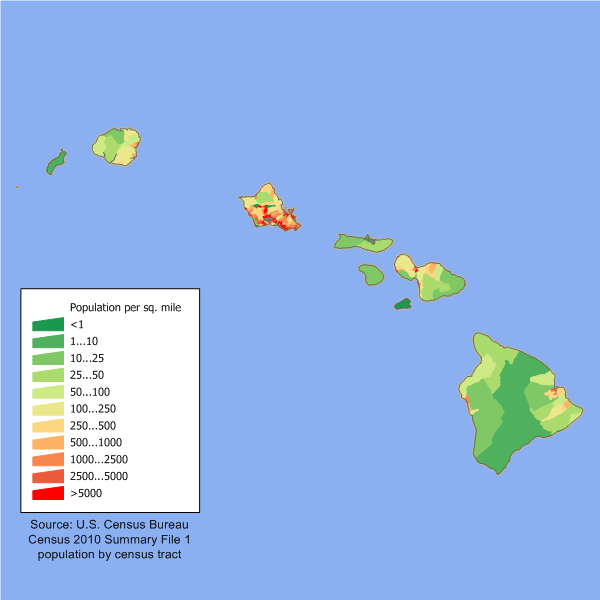 Population per sq. mile
<1
1...10
10...25
25...50
50...100
100...250
250...500
500...1000
1000...2500
2500...5000
>5000
Source: U.S. Census Bureau
Census 2010 Summary File 1
population by census tract